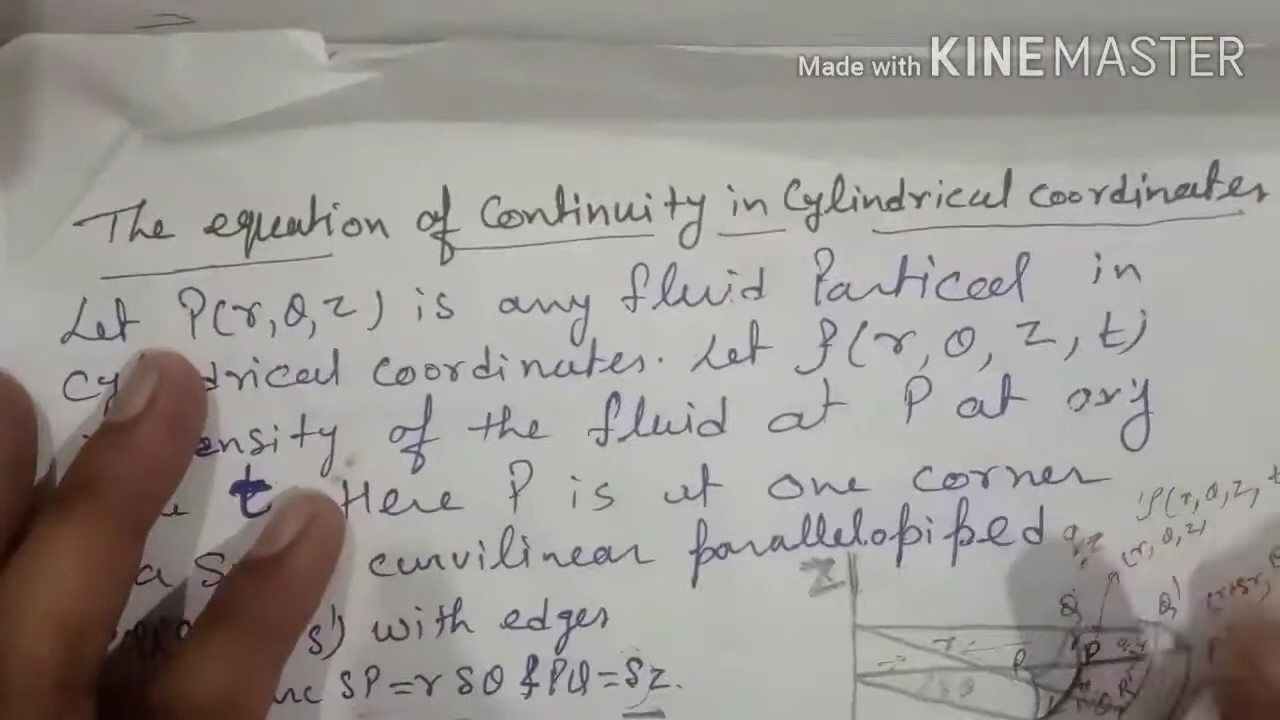 Made with KINEMASTER
The equation of Continuity in Cylindrical coordinates
Let P(r, θ, z) is any fluid Particeel in
cy drical coordinates. Let ρ(r, θ, z, t)
ensity of the fluid at P at any
t. Here P is at one corner
a S curvilinear parallelopiped
s') with edges
SP = r δθ & PQ = δz.
ρ(r, θ, z, t
qz (r, θ, z)
Z
Q Q'
r P
δθ